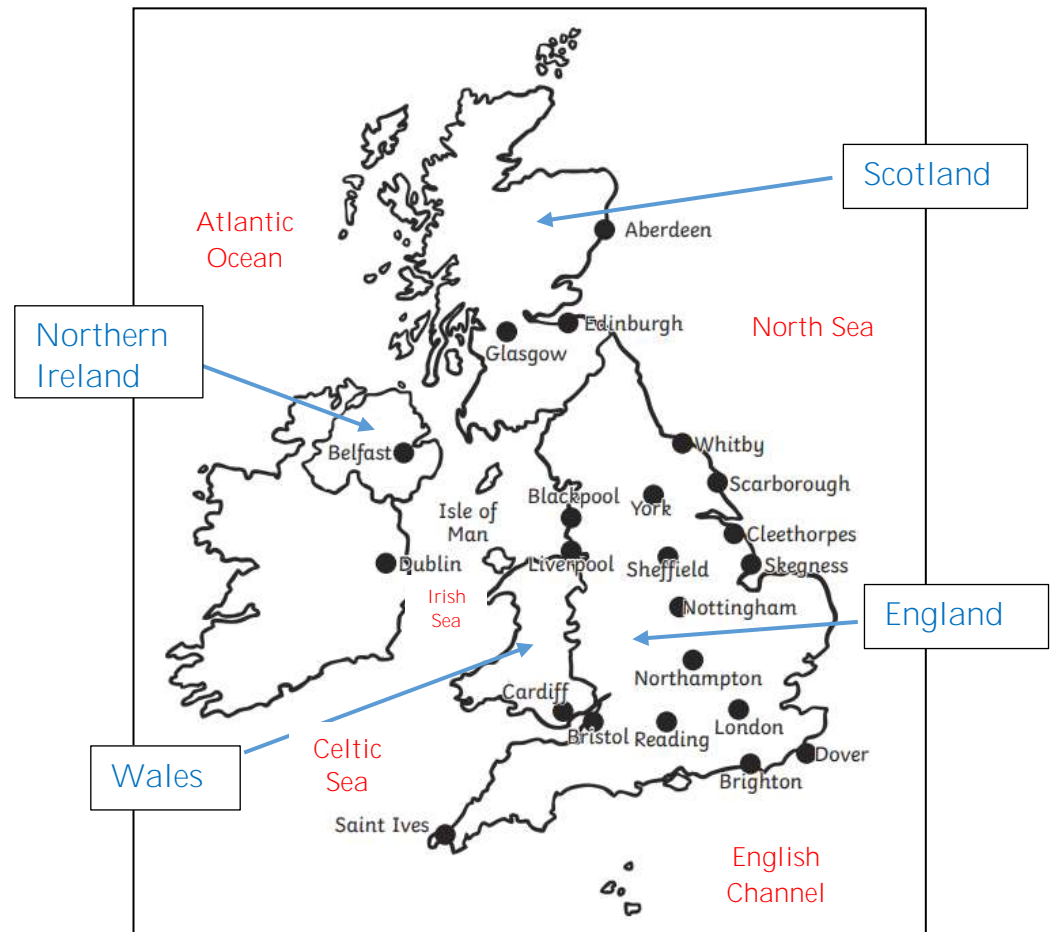 Scotland
Atlantic
Ocean
Aberdeen
Northern
Ireland
North Sea
Edinburgh
Glasgow
Belfast
Whitby
Scarborough
Blackpool
York
Isle of
Man
Cleethorpes
Dublin
Liverpool
Sheffield
Skegness
Irish
Sea
Nottingham
England
Northampton
Cardiff
Bristol
Reading
London
Celtic
Sea
Dover
Wales
Brighton
Saint Ives
English
Channel